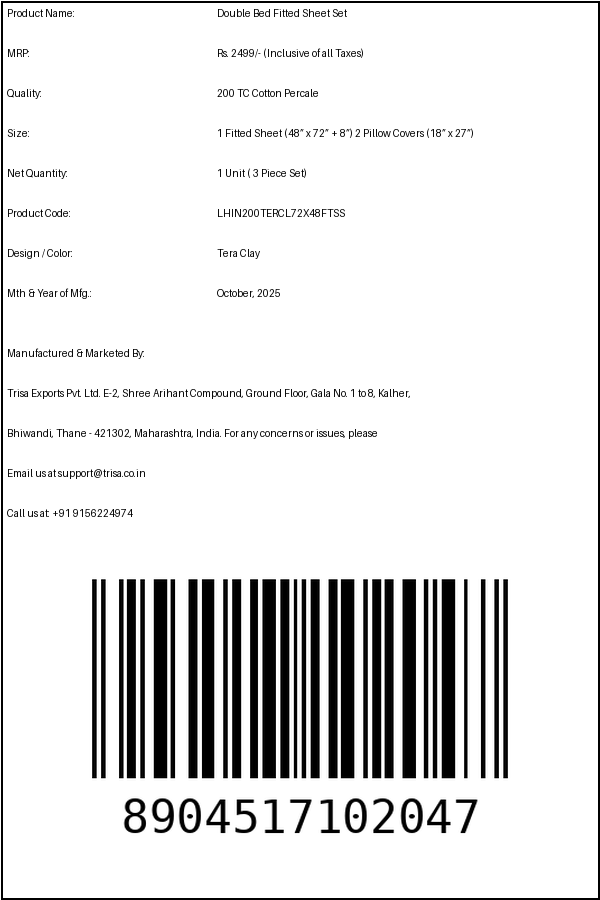 Product Name: Double Bed Fitted Sheet Set
MRP: Rs. 2499/- (Inclusive of all Taxes)
Quality: 200 TC Cotton Percale
Size: 1 Fitted Sheet (48” x 72” + 8”) 2 Pillow Covers (18” x 27”)
Net Quantity: 1 Unit ( 3 Piece Set)
Product Code: LHIN200TERCL72X48FTSS
Design / Color: Tera Clay
Mth & Year of Mfg.: October, 2025
Manufactured & Marketed By:
Trisa Exports Pvt. Ltd. E-2, Shree Arihant Compound, Ground Floor, Gala No. 1 to 8, Kalher,
Bhiwandi, Thane - 421302, Maharashtra, India. For any concerns or issues, please
Email us at support@trisa.co.in
Call us at: +91 9156224974
8904517102047